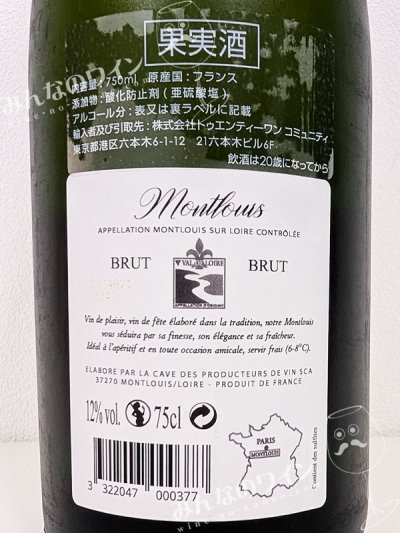 果実酒
内容量／750ml 原産国：フランス
添加物：酸化防止剤(亜硫酸塩)
アルコール分：表又は裏ラベルに記載
輸入者及び引取先：株式会社トゥエンティーワン コミュニティ
東京都港区六本木6-1-12 21六本木ビル6F
飲酒は20歳になってから
Montlouis
APPELLATION MONTLOUIS SUR LOIRE CONTRÔLÉE
BRUT BRUT
VAL DE LOIRE
APPELLATION D'ORIGINE
Vin de plaisir, vin de fête élaboré dans la tradition, notre Montlouis
vous séduira par sa finesse, son élégance et sa fraîcheur.
Idéal à l'apéritif et en toute occasion amicale, servir frais (6-8°C).
ELABORE PAR LA CAVE DES PRODUCTEURS DE VIN SCA
37270 MONTLOUIS/LOIRE - PRODUIT DE FRANCE
12% vol. 75cl
PARIS
MONTLOUIS
Contient des sulfites
3 322047 000377
みんなのワイン